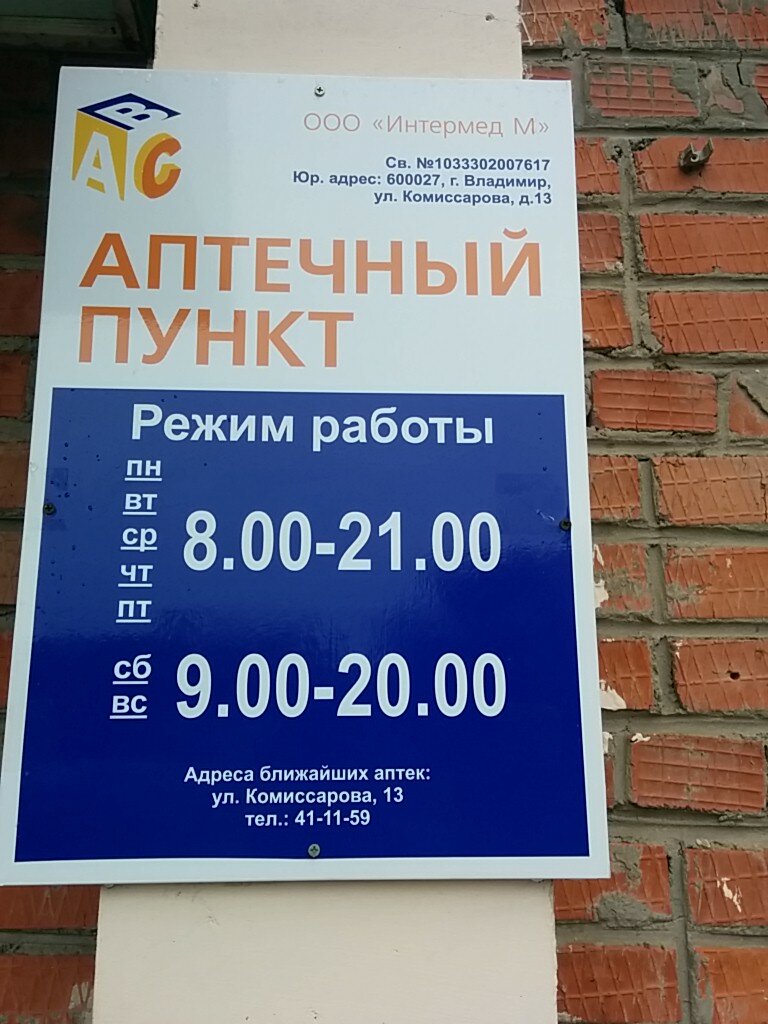 АВС
ООО «Интермед М»
Св. №1033302007617
Юр. адрес: 600027, г. Владимир,
ул. Комиссарова, д.13
АПТЕЧНЫЙ
ПУНКТ
Режим работы
пн
вт
ср
чт
пт
8.00-21.00
сб
вс
9.00-20.00
Адреса ближайших аптек:
ул. Комиссарова, 13
тел.: 41-11-59